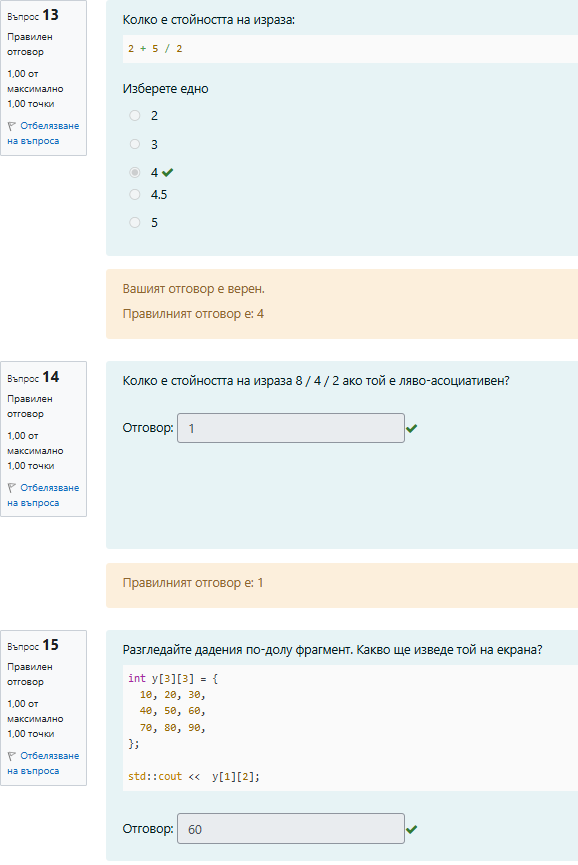 Въпрос 13
Правилен
отговор
1,00 от
максимално
1,00 точки
Отбелязване
на въпроса
Колко е стойността на израза:
2 + 5 / 2
Изберете едно
2
3
4
4.5
5
Вашият отговор е верен.
Правилният отговор е: 4
Въпрос 14
Правилен
отговор
1,00 от
максимално
1,00 точки
Отбелязване
на въпроса
Колко е стойността на израза 8 / 4 / 2 ако той е ляво-асоциативен?
Отговор: 1
Правилният отговор е: 1
Въпрос 15
Правилен
отговор
1,00 от
максимално
1,00 точки
Отбелязване
на въпроса
Разгледайте дадения по-долу фрагмент. Какво ще изведе той на екрана?
int y[3][3] = {
10, 20, 30,
40, 50, 60,
70, 80, 90,
};
std::cout << y[1][2];
Отговор: 60